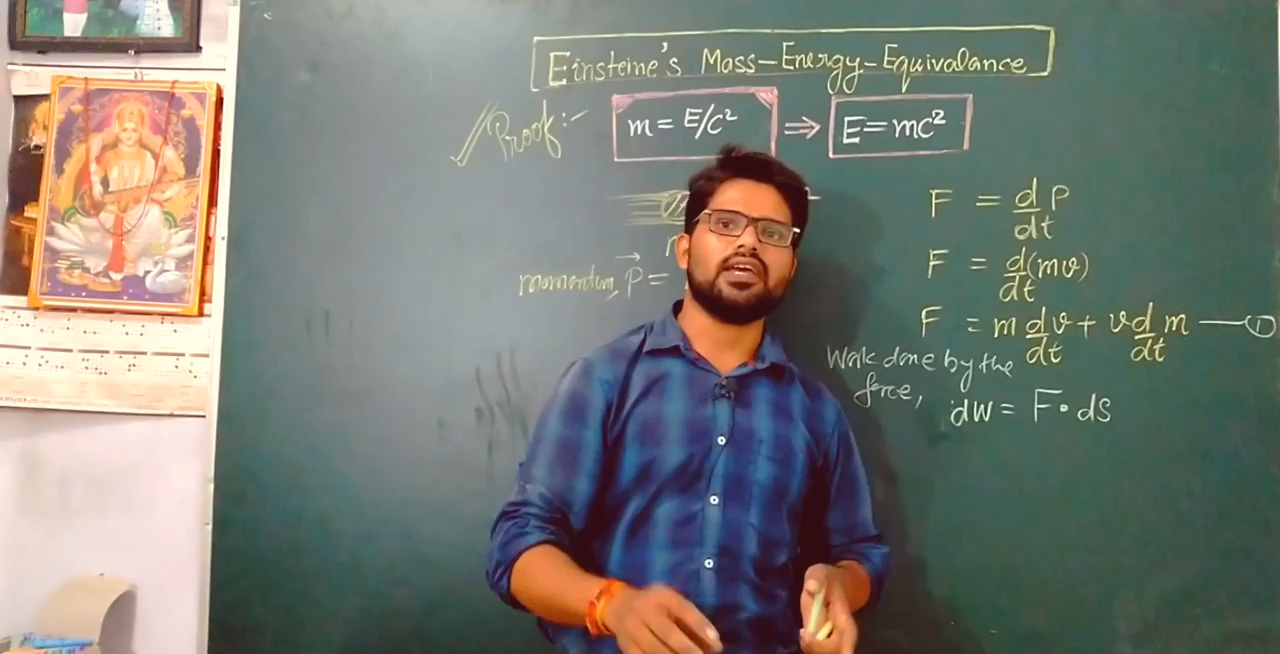 Einsteine's Mass-Energy-Equivalance
Proof:- m = E/c² ⇒ E=mc²
momentum, P⃗ =
F = d/dt P
F = d/dt (mv)
F = m dv/dt + v d/dt m —①
Work done by the
force, dW = F•ds